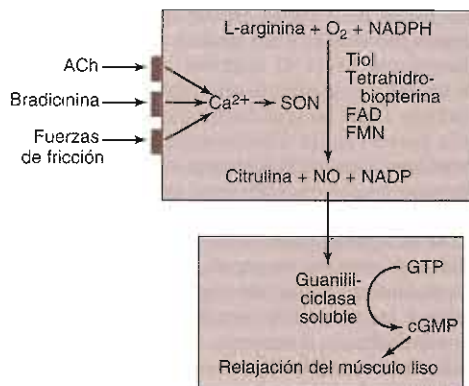 L-arginina + O₂ + NADPH
ACh
Bradicinina
Fuerzas
de fricción
Ca²⁺
SON
Tiol
Tetrahidro-
biopterina
FAD
FMN
Citrulina + NO + NADP
Guanilil-
ciclasa
soluble
GTP
cGMP
Relajación del músculo liso